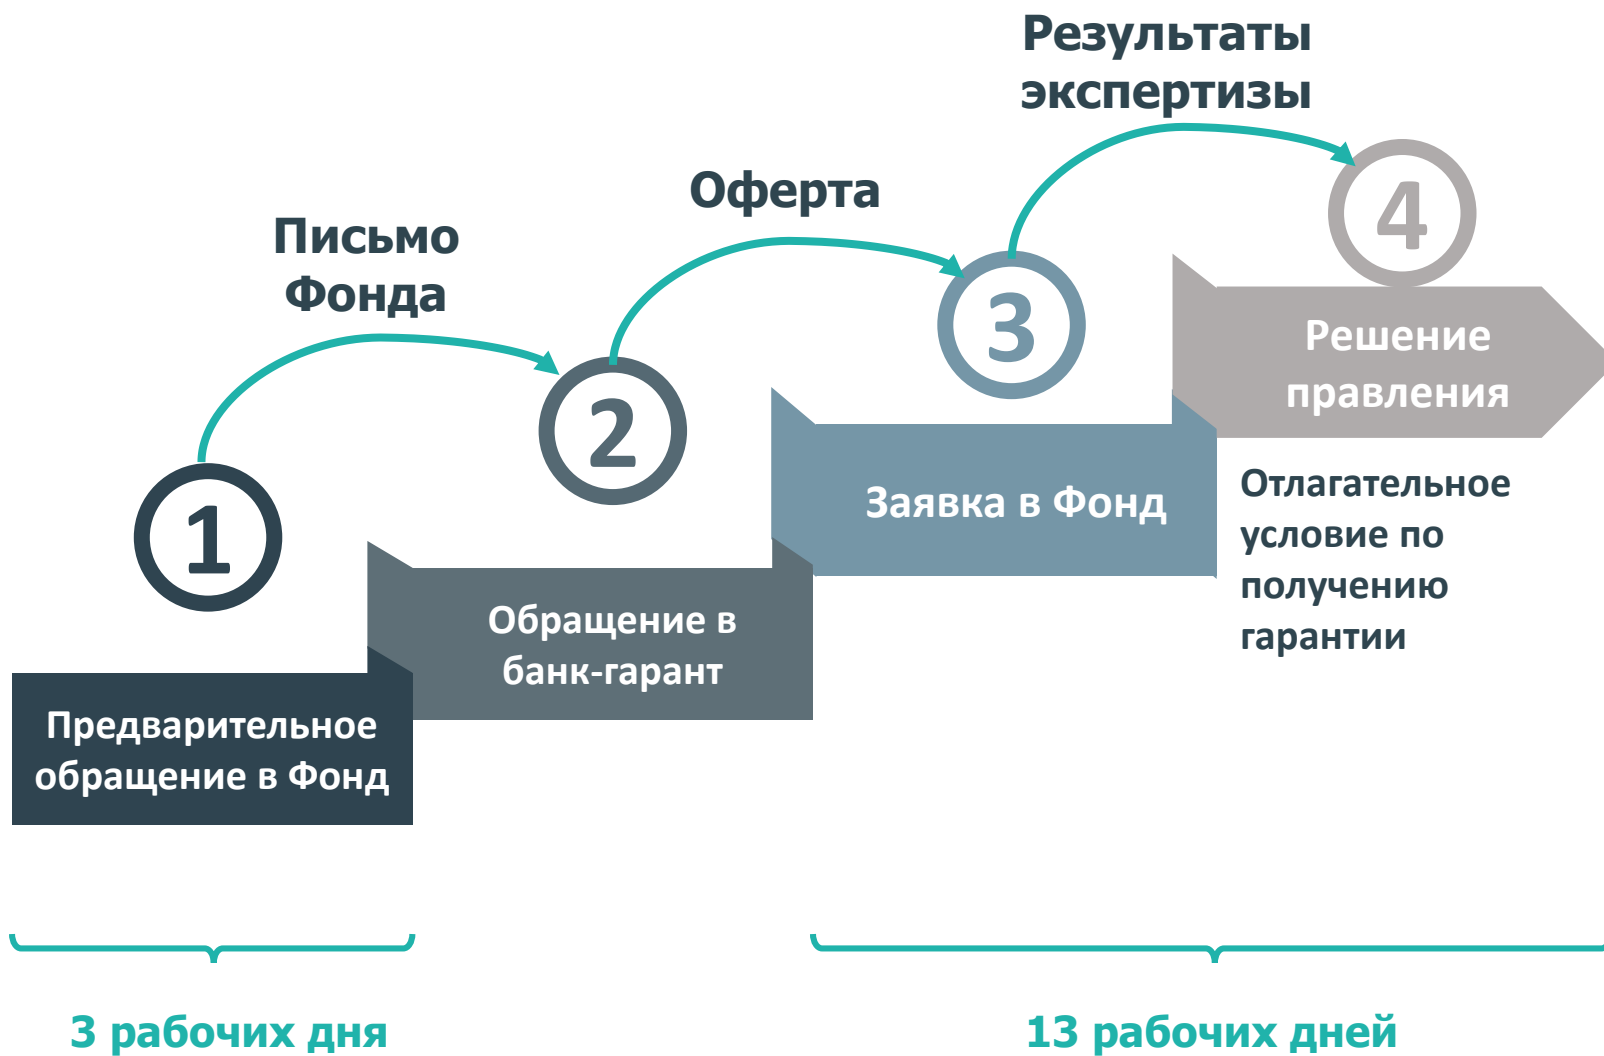 Результаты
экспертизы
4
Оферта
Письмо
Фонда
3
Решение
правления
2
Заявка в Фонд
Отлагательное
условие по
получению
гарантии
1
Обращение в
банк-гарант
Предварительное
обращение в Фонд
3 рабочих дня
13 рабочих дней